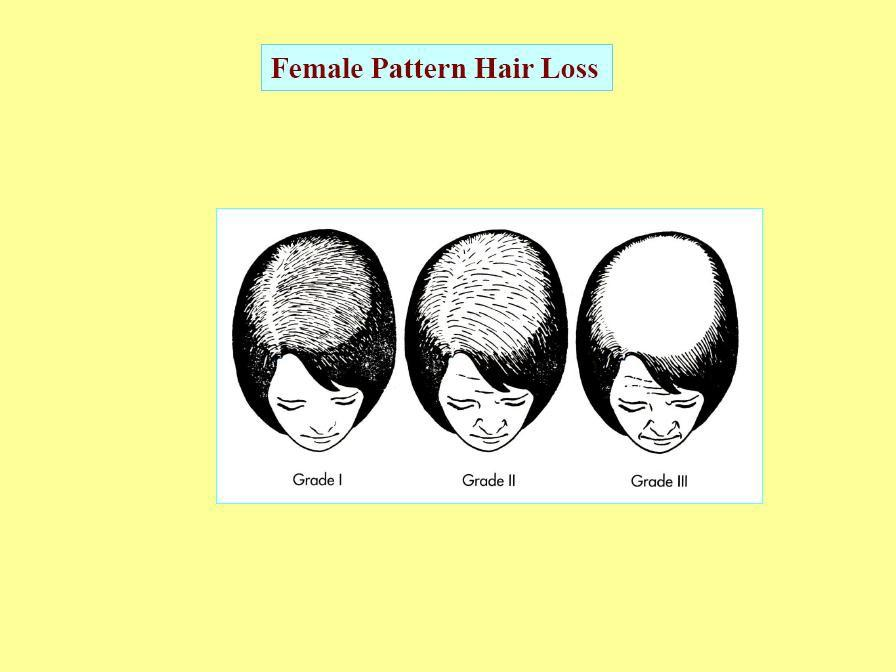 Female Pattern Hair Loss
Grade I
Grade II
Grade III